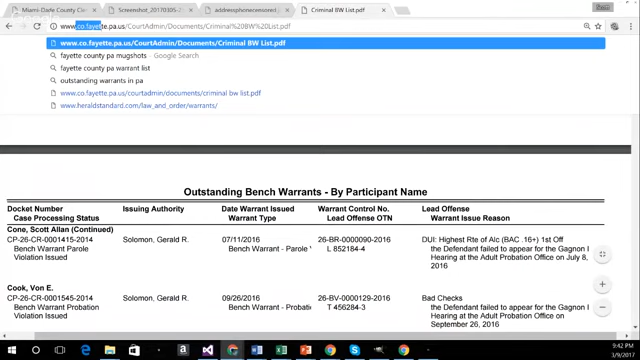 Miami-Dade County Cle
Screenshot_20170305-2
addressphonecemore1.j
Criminal BW List.pdf
www.co.fayette.pa.us/CourtAdmin/Documents/Criminal%20BW%20List.pdf
www.co.fayette.pa.us/CourtAdmin/Documents/Criminal BW List.pdf
fayette county pa mugshots - Google Search
fayette county pa warrant list
outstanding warrants in pa
www.co.fayette.pa.us/courtadmin/documents/criminal bw list.pdf
www.heraldstandard.com/law_and_order/warrants/
Outstanding Bench Warrants - By Participant Name
Docket Number Issuing Authority Date Warrant Issued Warrant Control No. Lead Offense
Case Processing Status Warrant Type Lead Offense OTN Warrant Issue Reason
Cone, Scott Allan (Continued)
CP-26-CR-0001415-2014 Solomon, Gerald R. 07/11/2016 26-BR-0000090-2016 DUI: Highest Rte of Alc (BAC .16+) 1st Off
Bench Warrant Parole Bench Warrant - Parole L 852184-4 the Defendant failed to appear for the Gagnon I
Violation Issued Hearing at the Adult Probation Office on July 8,
2016
Cook, Von E.
CP-26-CR-0001545-2014 Solomon, Gerald R. 09/26/2016 26-BV-0000129-2016 Bad Checks
Bench Warrant Probation Bench Warrant - Probati T 456284-3 the Defendant failed to appear for the Gagnon I
Violation Issued Hearing at the Adult Probation Office on
September 26, 2016
9:42 PM
3/9/2017